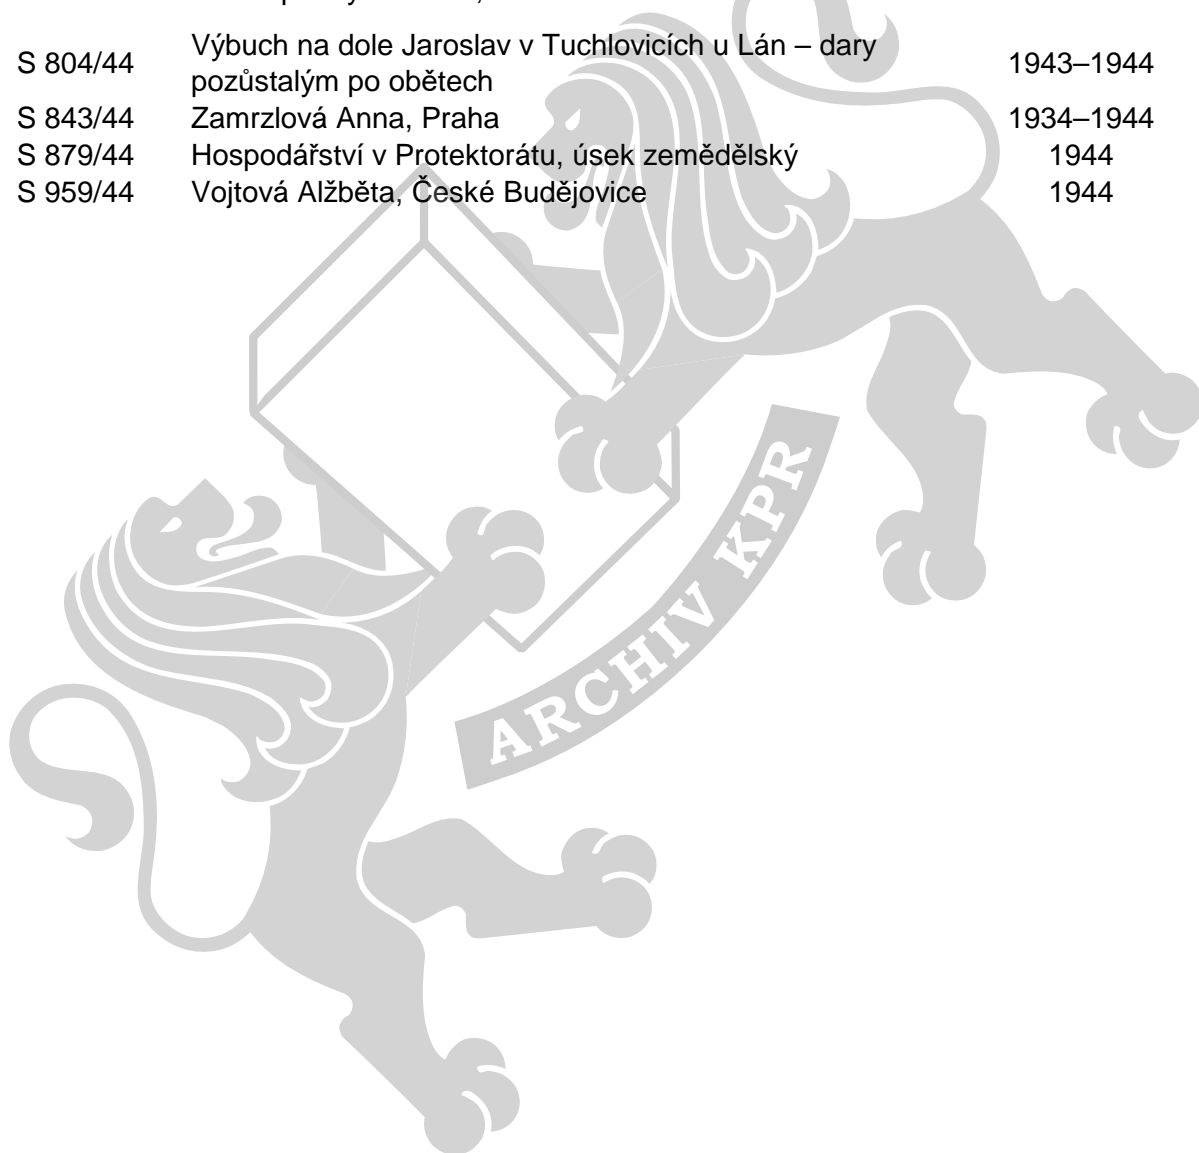 S 804/44 Výbuch na dole Jaroslav v Tuchlovicích u Lán – dary 1943–1944
pozůstalým po obětech
S 843/44 Zamrzlová Anna, Praha 1934–1944
S 879/44 Hospodářství v Protektorátu, úsek zemědělský 1944
S 959/44 Vojtová Alžběta, České Budějovice 1944
ARCHIV KPR